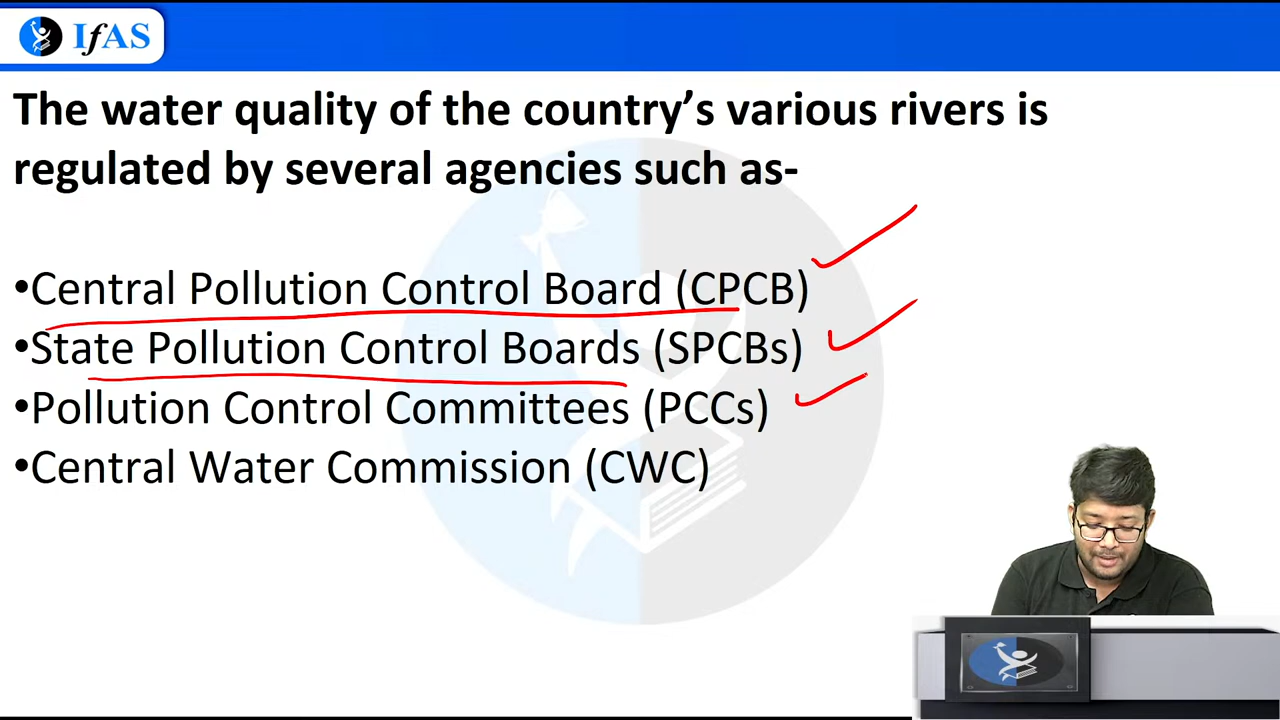 IfAS
The water quality of the country’s various rivers is
regulated by several agencies such as-
•Central Pollution Control Board (CPCB)
•State Pollution Control Boards (SPCBs)
•Pollution Control Committees (PCCs)
•Central Water Commission (CWC)